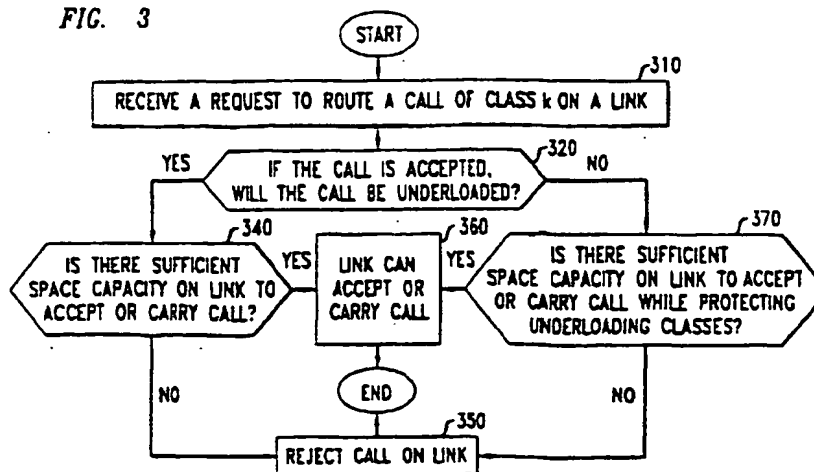 FIG. 3
START
310
RECEIVE A REQUEST TO ROUTE A CALL OF CLASS k ON A LINK
320
IF THE CALL IS ACCEPTED,
WILL THE CALL BE UNDERLOADED?
YES
NO
340
IS THERE SUFFICIENT
SPACE CAPACITY ON LINK TO
ACCEPT OR CARRY CALL?
YES
360
LINK CAN
ACCEPT OR
CARRY CALL
YES
370
IS THERE SUFFICIENT
SPACE CAPACITY ON LINK TO ACCEPT
OR CARRY CALL WHILE PROTECTING
UNDERLOADING CLASSES?
NO
END
NO
350
REJECT CALL ON LINK